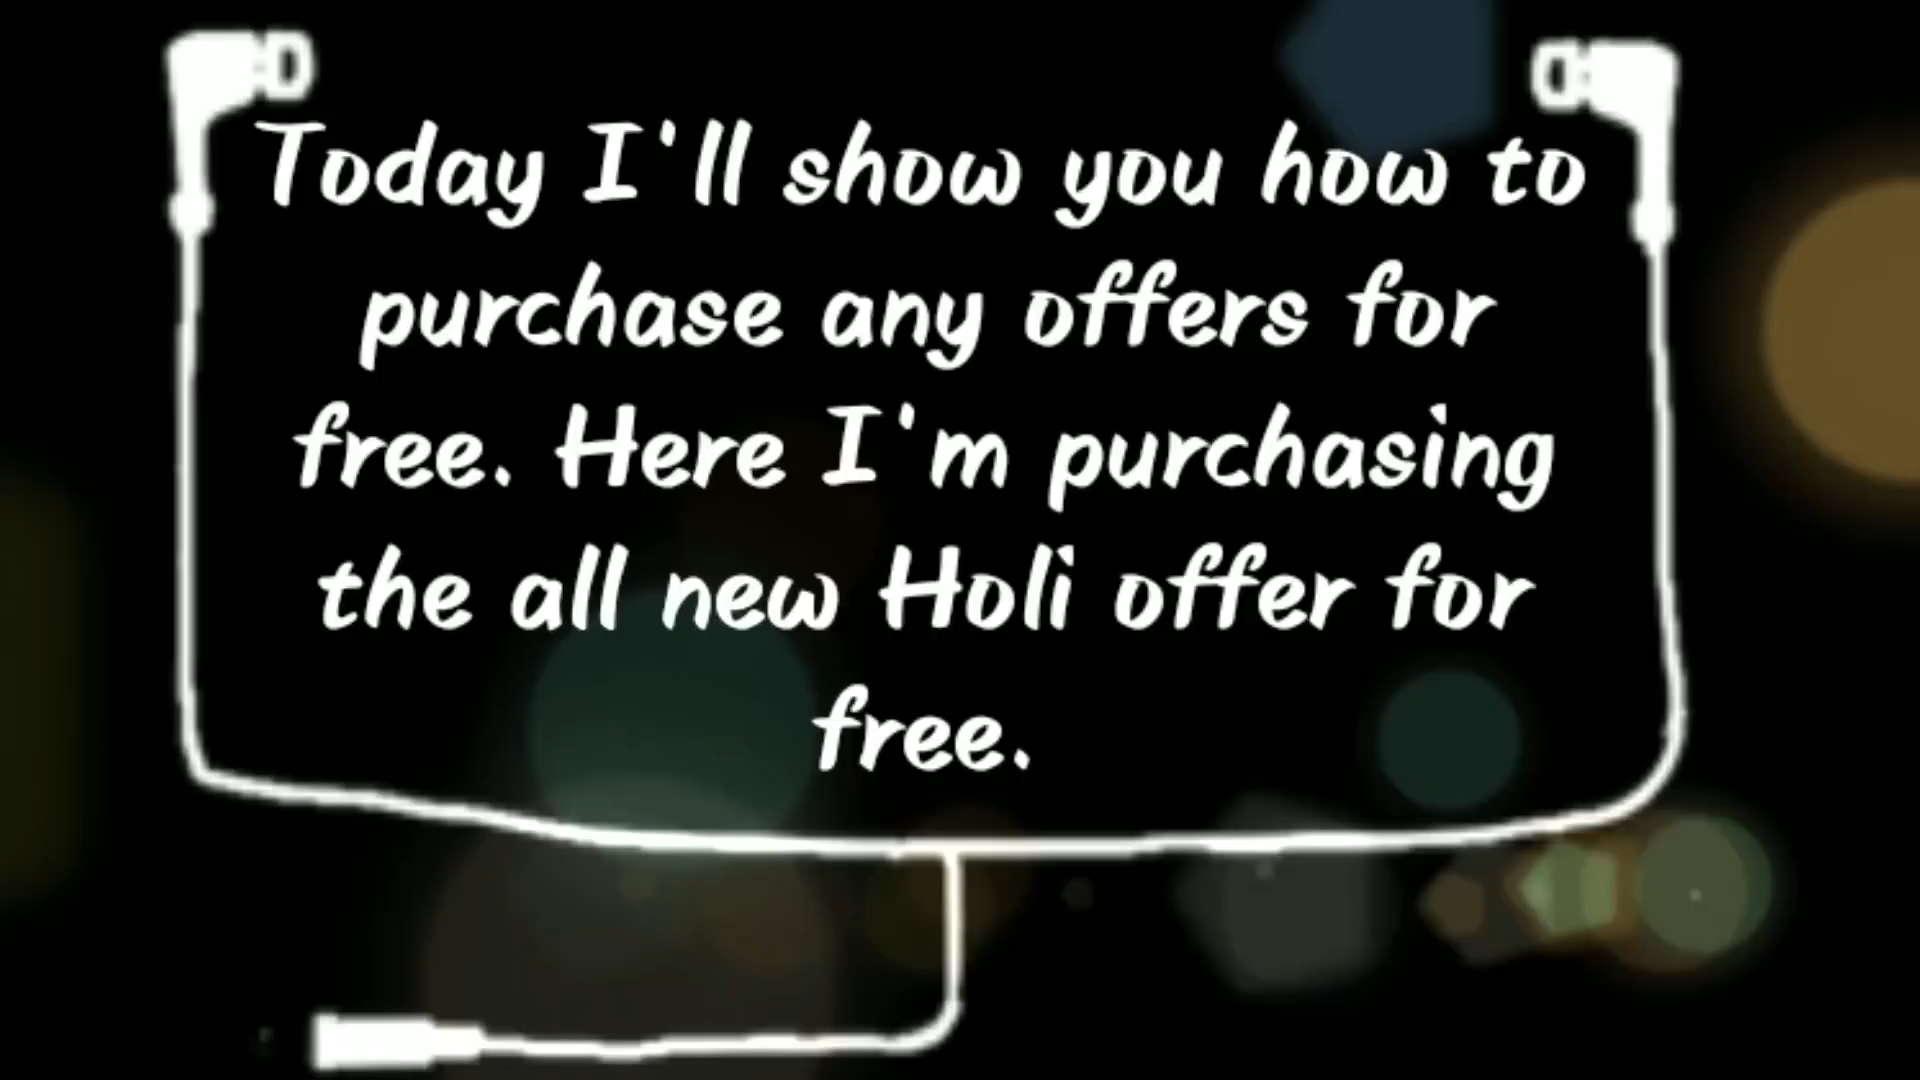 Today I'll show you how to
purchase any offers for
free. Here I'm purchasing
the all new Holi offer for
free.